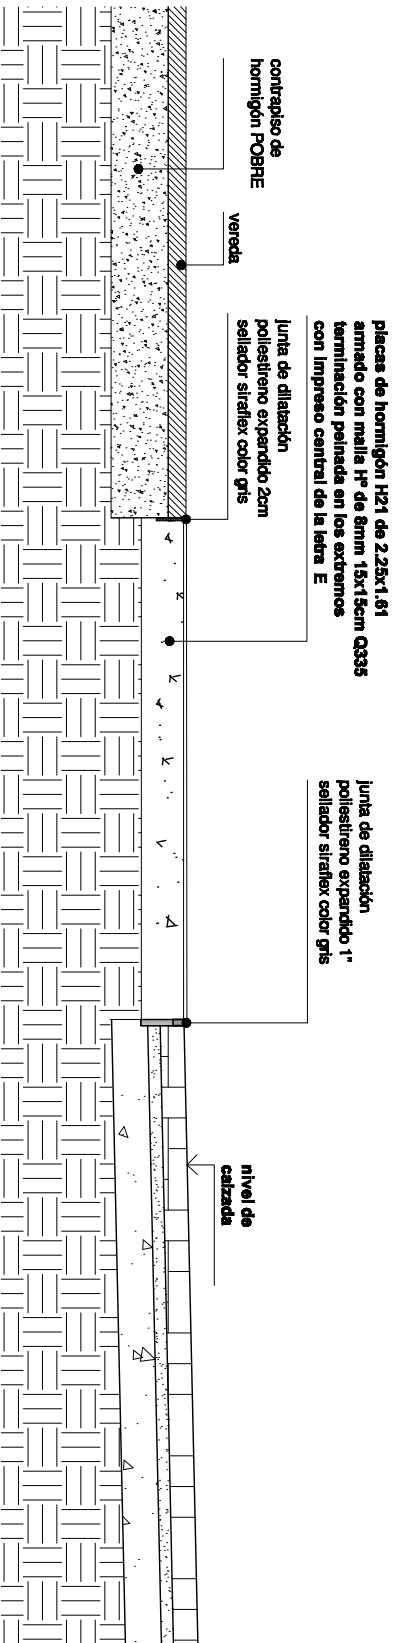 contrapiso de
hormigón POBRE
vereda
junta de dilatación
poliestireno expandido 2cm
sellador siraflex color gris
placas de hormigón H21 de 2.25x1.61
armado con malla Hº de 8mm 15x15cm Q335
terminación peinada en los extremos
con impreso central de la letra E
junta de dilatación
poliestireno expandido 1"
sellador siraflex color gris
nivel de
calzada